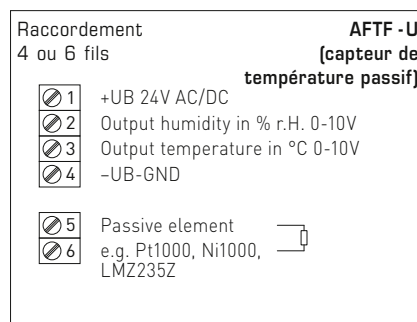 Raccordement
4 ou 6 fils
AFTF - U
(capteur de
température passif)
1 +UB 24V AC/DC
2 Output humidity in % r.H. 0-10V
3 Output temperature in °C 0-10V
4 –UB-GND
5 Passive element
6 e.g. Pt1000, Ni1000,
LMZ235Z